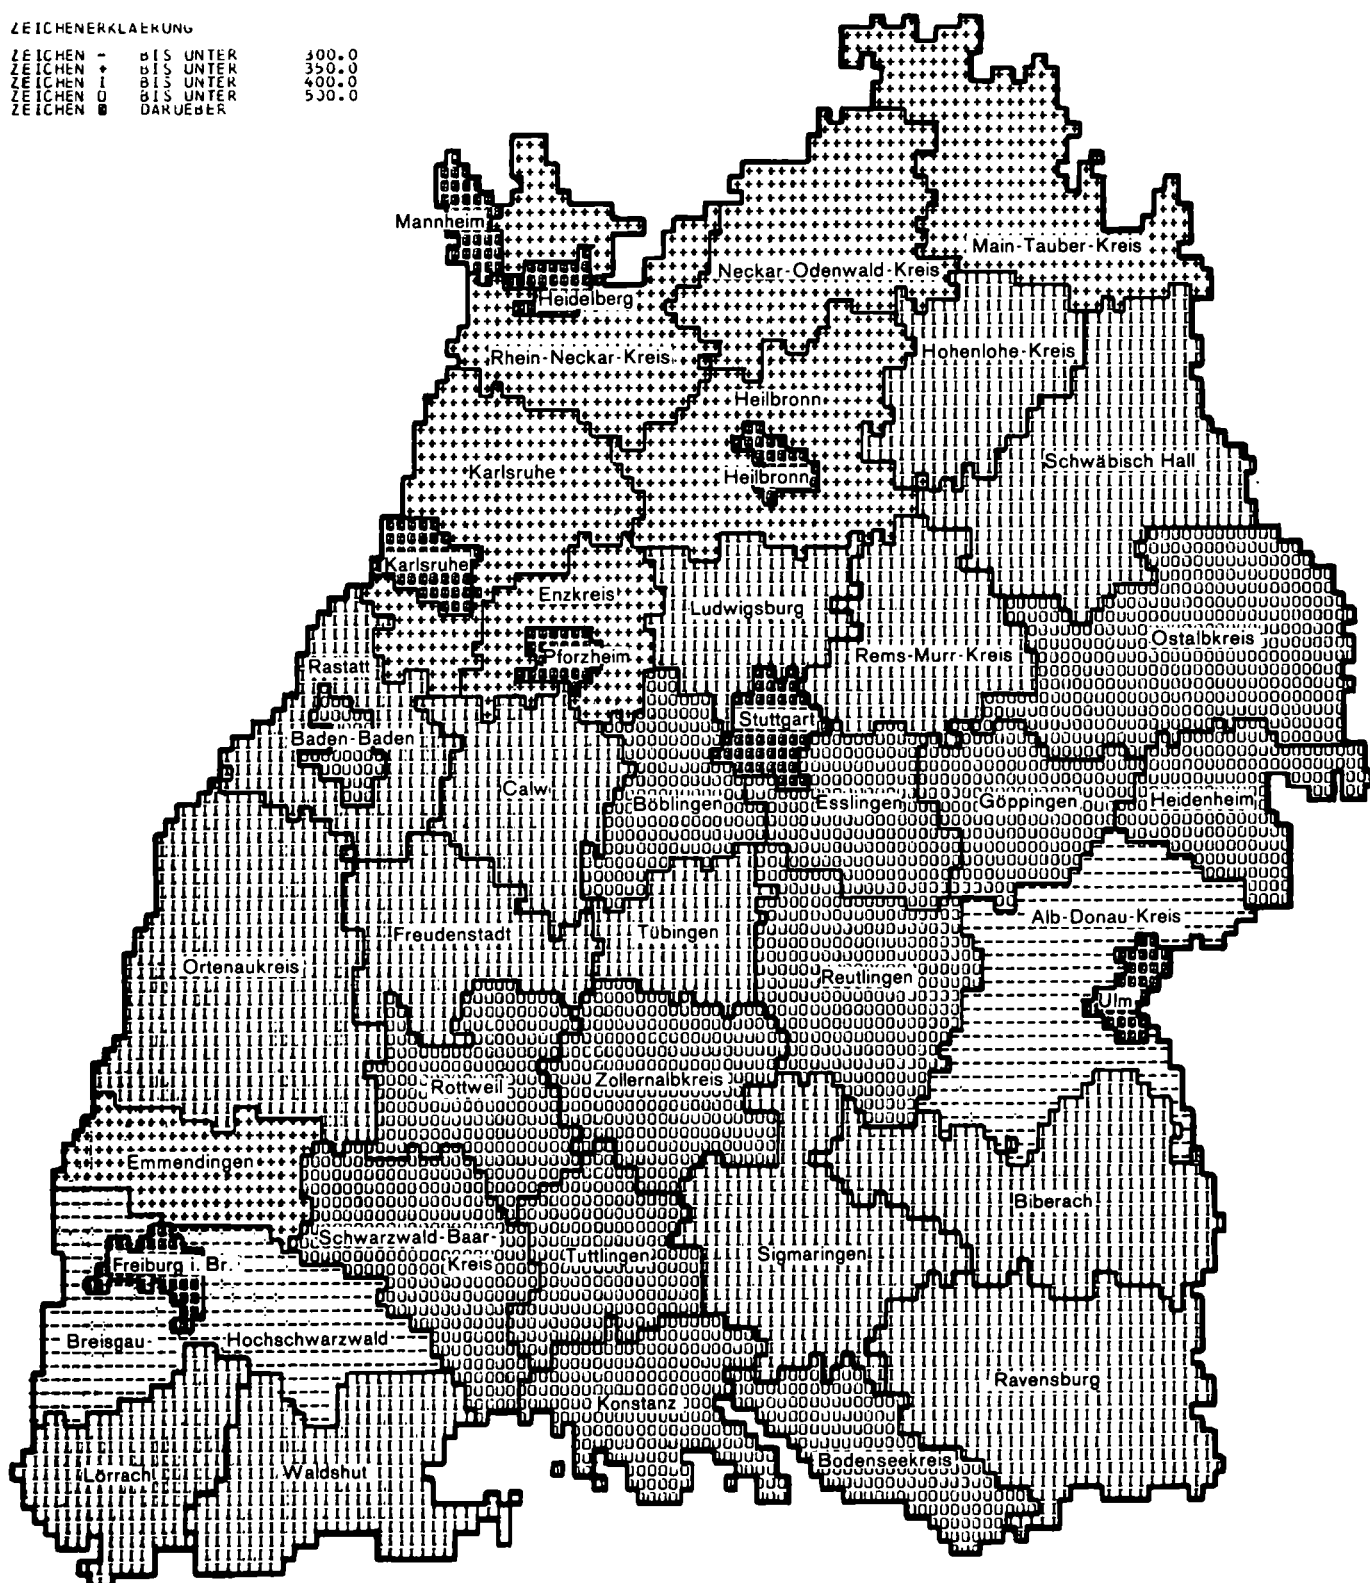 ZEICHENERKLAERUNG
ZEICHEN - BIS UNTER 300.0
ZEICHEN + BIS UNTER 350.0
ZEICHEN I BIS UNTER 400.0
ZEICHEN O BIS UNTER 500.0
ZEICHEN DARUEBER
Mannheim
Main-Tauber-Kreis
Neckar-Odenwald-Kreis
Heidelberg
Rhein-Neckar-Kreis
Hohenlohe-Kreis
Heilbronn
Schwäbisch Hall
Karlsruhe
Heilbronn
Karlsruhe
Enzkreis
Ludwigsburg
Ostalbkreis
Pforzheim
Rems-Murr-Kreis
Rastatt
Stuttgart
Baden-Baden
Calw
Böblingen
Esslingen
Göppingen
Heidenheim
Alb-Donau-Kreis
Freudenstadt
Tübingen
Ortenaukreis
Reutlingen
Ulm
Rottweil
Zollernalbkreis
Emmendingen
Biberach
Schwarzwald-Baar-
Kreis
Tuttlingen
Sigmaringen
Freiburg i. Br.
Breisgau-
Hochschwarzwald
Ravensburg
Konstanz
Bodenseekreis
Lörrach
Waldshut